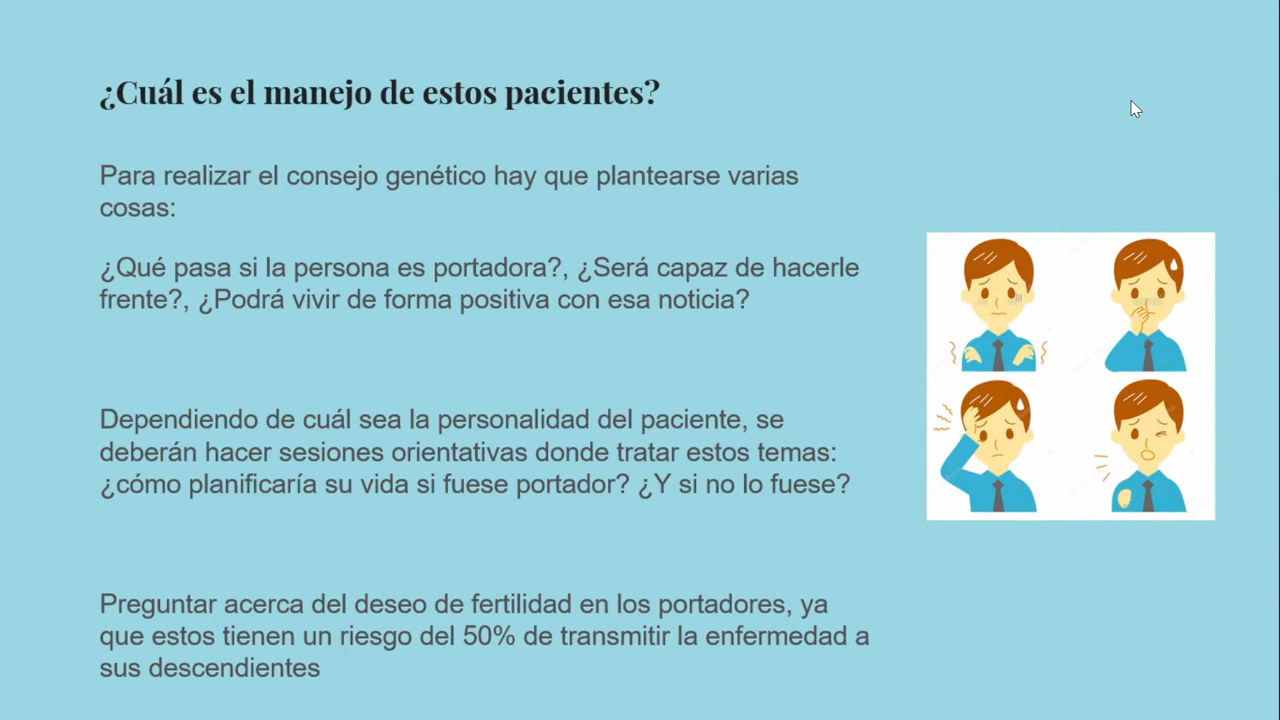 ¿Cuál es el manejo de estos pacientes?
Para realizar el consejo genético hay que plantearse varias
cosas:
¿Qué pasa si la persona es portadora?, ¿Será capaz de hacerle
frente?, ¿Podrá vivir de forma positiva con esa noticia?
Dependiendo de cuál sea la personalidad del paciente, se
deberán hacer sesiones orientativas donde tratar estos temas:
¿cómo planificaría su vida si fuese portador? ¿Y si no lo fuese?
Preguntar acerca del deseo de fertilidad en los portadores, ya
que estos tienen un riesgo del 50% de transmitir la enfermedad a
sus descendientes